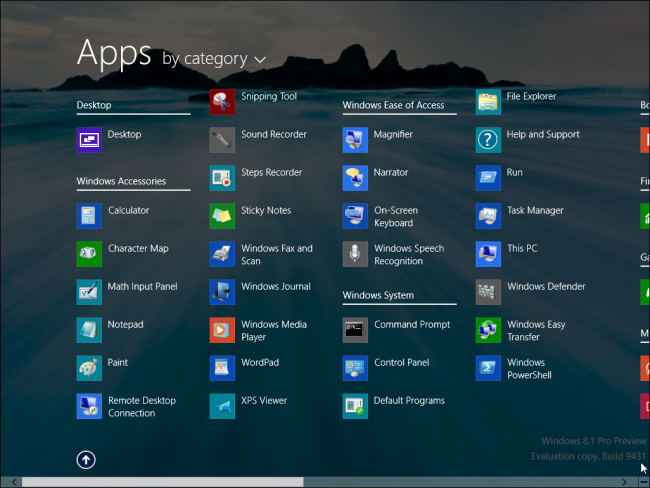 Apps by category
Desktop
Desktop
Windows Accessories
Calculator
Character Map
Math Input Panel
Notepad
Paint
Remote Desktop
Connection
Snipping Tool
Sound Recorder
Steps Recorder
Sticky Notes
Windows Fax and
Scan
Windows Journal
Windows Media
Player
WordPad
XPS Viewer
Windows Ease of Access
Magnifier
Narrator
On-Screen
Keyboard
Windows Speech
Recognition
Windows System
Command Prompt
Control Panel
Default Programs
File Explorer
Help and Support
Run
Task Manager
This PC
Windows Defender
Windows Easy
Transfer
Windows
PowerShell
Bo
Fin
Ga
M
Windows 8.1 Pro Preview
Evaluation copy. Build 9431